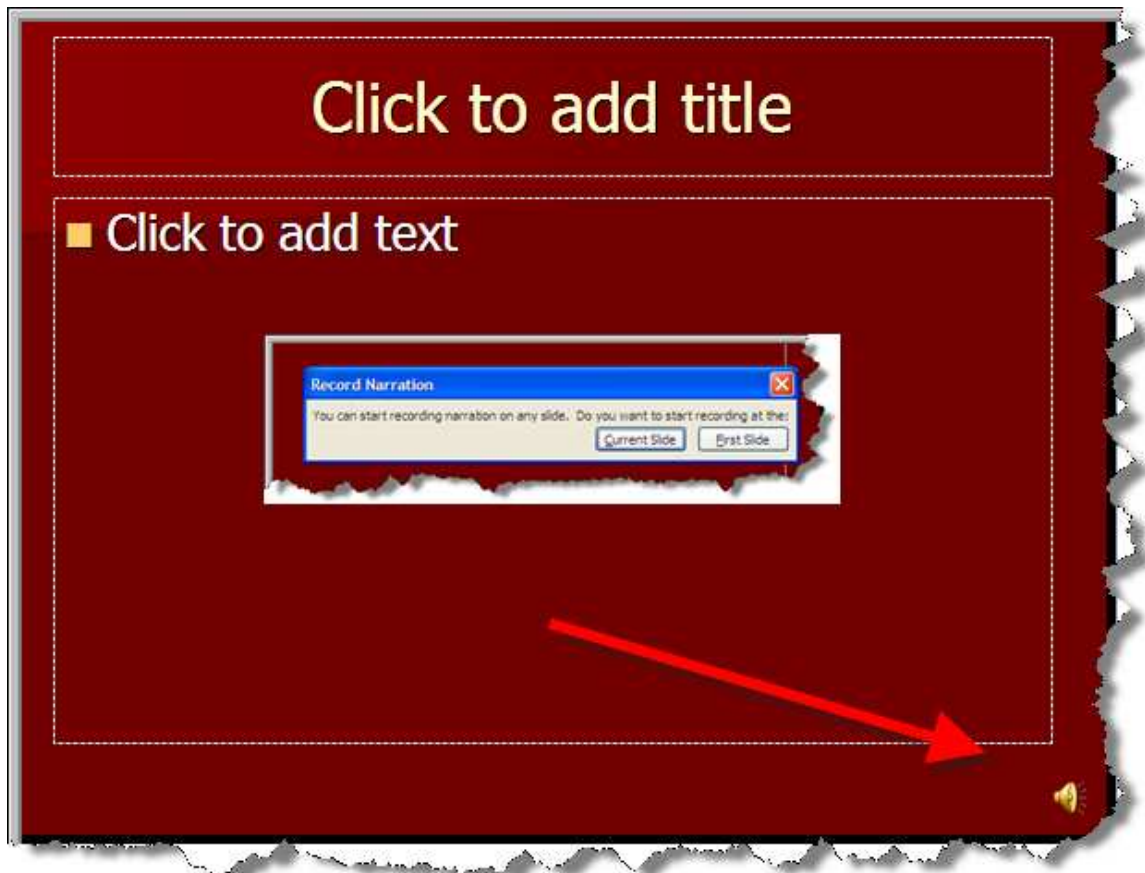 Click to add title
Click to add text
Record Narration
You can start recording narration on any slide. Do you want to start recording at the:
Current Slide
First Slide